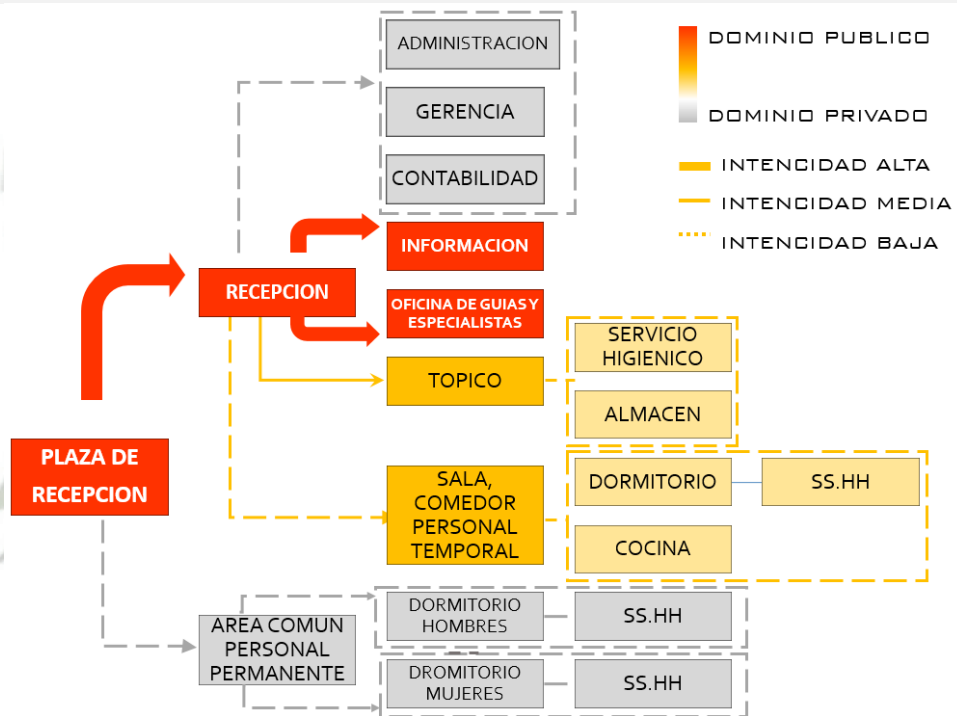 ADMINISTRACION
GERENCIA
CONTABILIDAD
DOMINIO PUBLICO
DOMINIO PRIVADO
INTENCIDAD ALTA
INTENCIDAD MEDIA
INTENCIDAD BAJA
INFORMACION
RECEPCION
OFICINA DE GUIAS Y
ESPECIALISTAS
TOPICO
SERVICIO
HIGIENICO
ALMACEN
PLAZA DE
RECEPCION
SALA,
COMEDOR
PERSONAL
TEMPORAL
DORMITORIO
SS.HH
COCINA
AREA COMUN
PERSONAL
PERMANENTE
DORMITORIO
HOMBRES
SS.HH
DROMITORIO
MUJERES
SS.HH